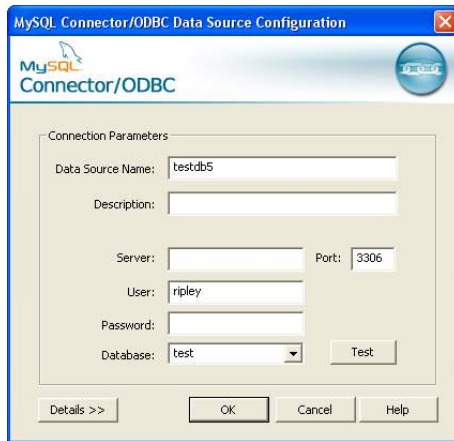 MySQL Connector/ODBC Data Source Configuration
MySQL
Connector/ODBC
Connection Parameters
Data Source Name: testdb5
Description:
Server: Port: 3306
User: ripley
Password:
Database: test Test
Details >> OK Cancel Help